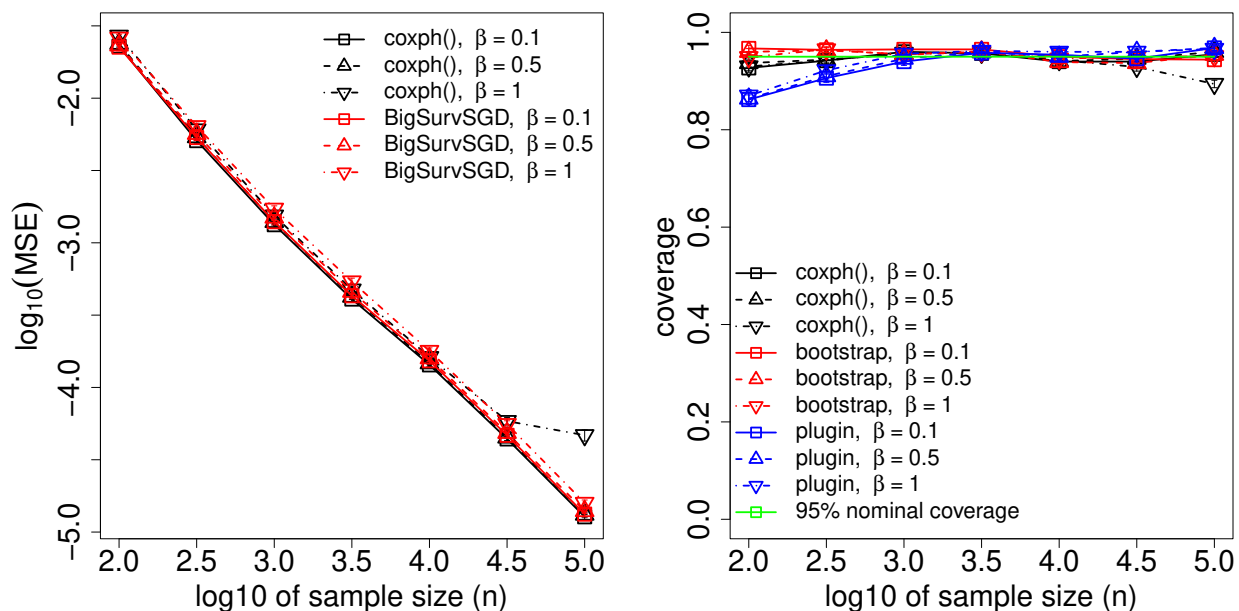 coxph(), β = 0.1
coxph(), β = 0.5
coxph(), β = 1
BigSurvSGD, β = 0.1
BigSurvSGD, β = 0.5
BigSurvSGD, β = 1
log₁₀(MSE)
−2.0
−3.0
−4.0
−5.0
2.0 2.5 3.0 3.5 4.0 4.5 5.0
log10 of sample size (n)
coverage
1.0
0.8
0.6
0.4
0.2
0.0
coxph(), β = 0.1
coxph(), β = 0.5
coxph(), β = 1
bootstrap, β = 0.1
bootstrap, β = 0.5
bootstrap, β = 1
plugin, β = 0.1
plugin, β = 0.5
plugin, β = 1
95% nominal coverage
2.0 2.5 3.0 3.5 4.0 4.5 5.0
log10 of sample size (n)